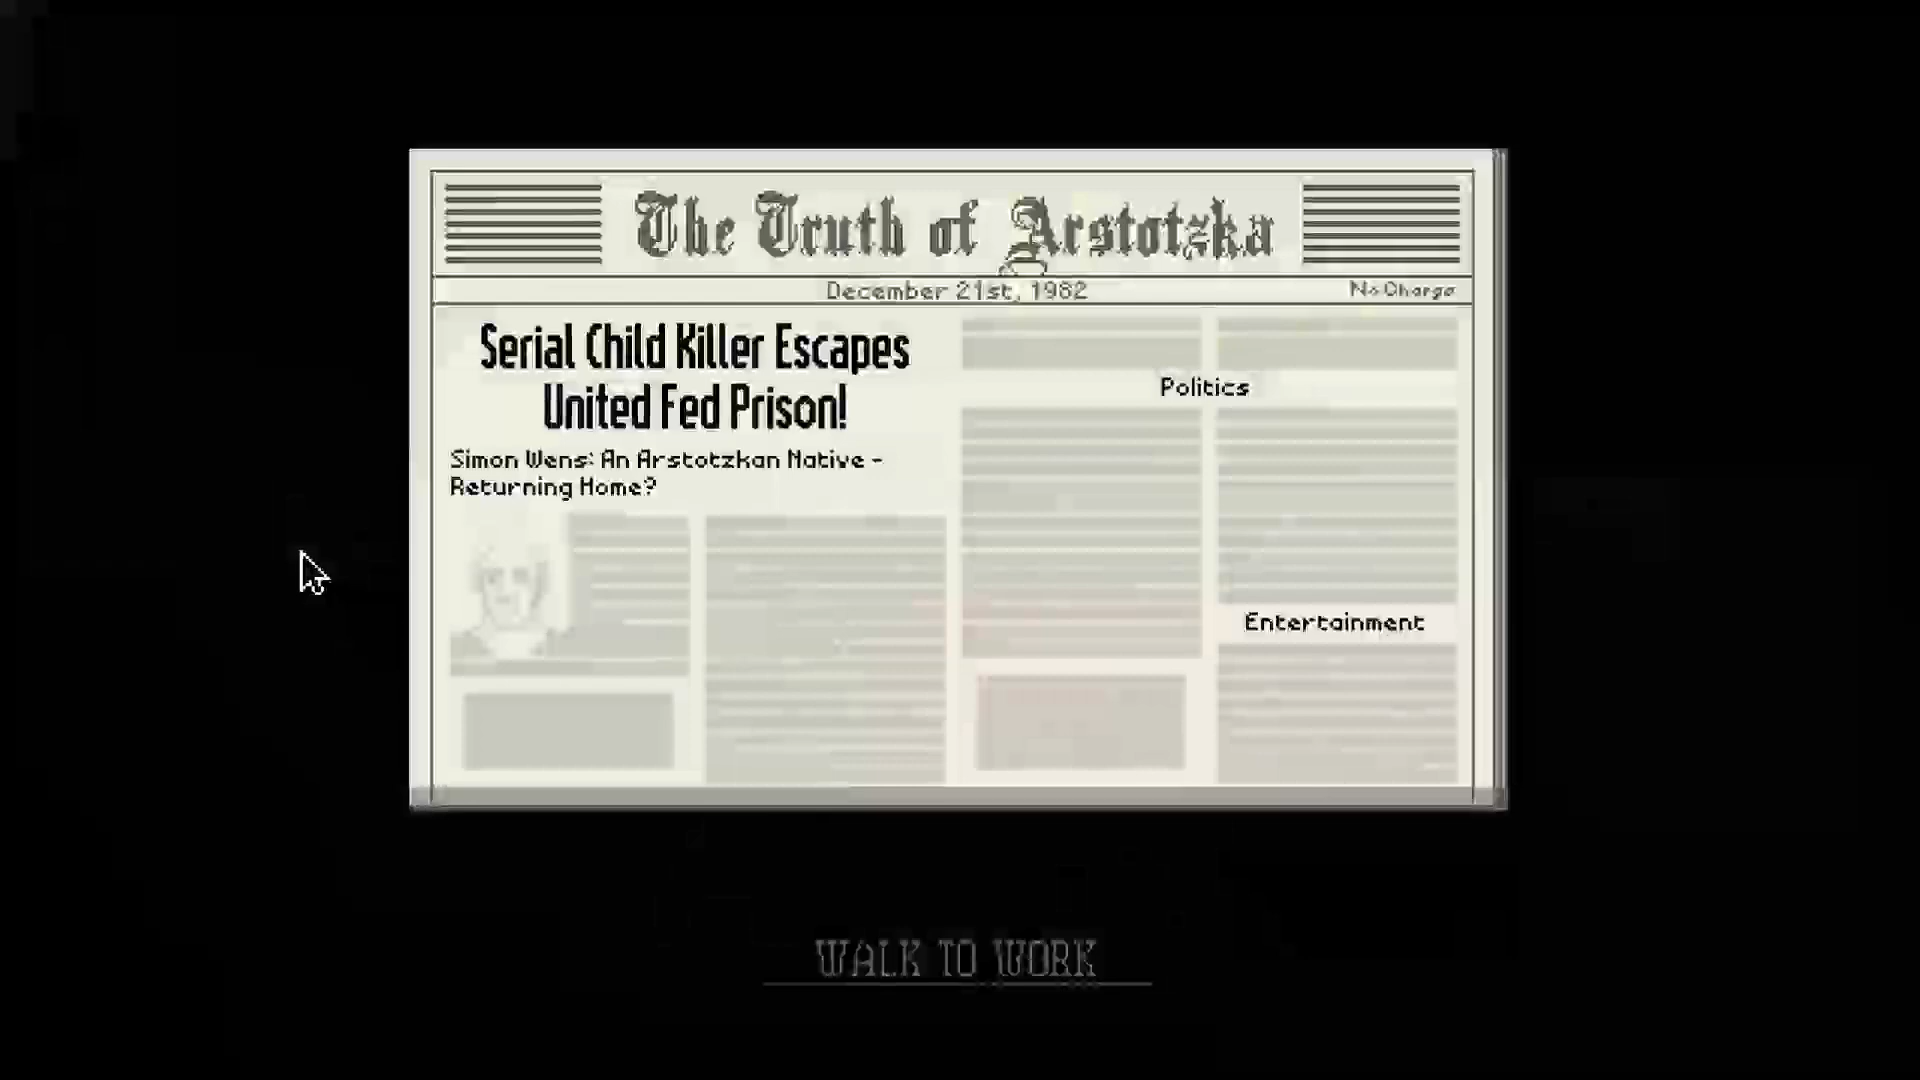 The Truth of Arstotzka
December 21st, 1982
No Charge
Serial Child Killer Escapes
United Fed Prison!
Simon Wens: An Arstotzkan Native -
Returning Home?
Politics
Entertainment
WALK TO WORK